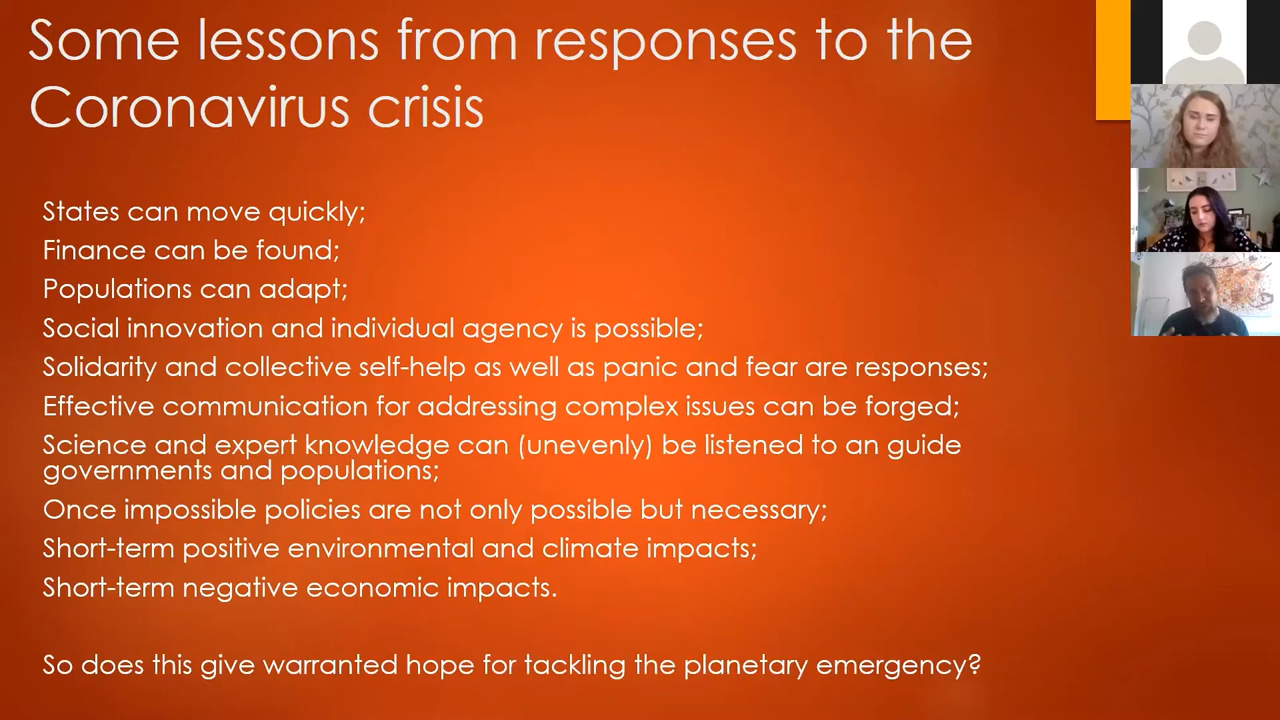 Some lessons from responses to the
Coronavirus crisis
States can move quickly;
Finance can be found;
Populations can adapt;
Social innovation and individual agency is possible;
Solidarity and collective self-help as well as panic and fear are responses;
Effective communication for addressing complex issues can be forged;
Science and expert knowledge can (unevenly) be listened to an guide
governments and populations;
Once impossible policies are not only possible but necessary;
Short-term positive environmental and climate impacts;
Short-term negative economic impacts.
So does this give warranted hope for tackling the planetary emergency?